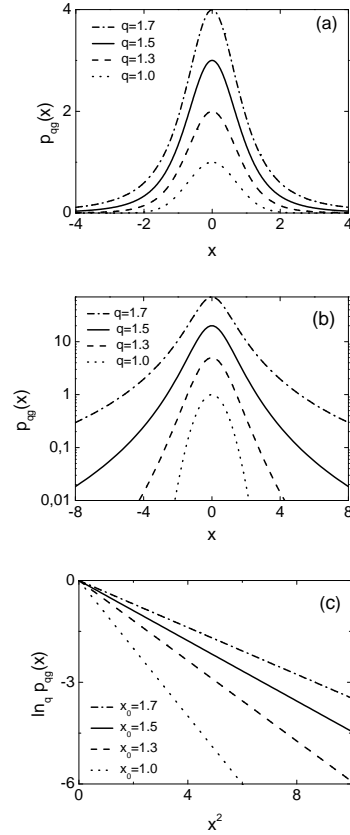 4
2
0
p_qg(x)
(a)
q=1.7
q=1.5
q=1.3
q=1.0
-4 -2 0 2 4
x
10
1
0,1
0,01
p_qg(x)
(b)
q=1.7
q=1.5
q=1.3
q=1.0
-8 -4 0 4 8
x
0
-3
-6
ln_q p_qg(x)
(c)
x_0=1.7
x_0=1.5
x_0=1.3
x_0=1.0
0 4 8
x^2